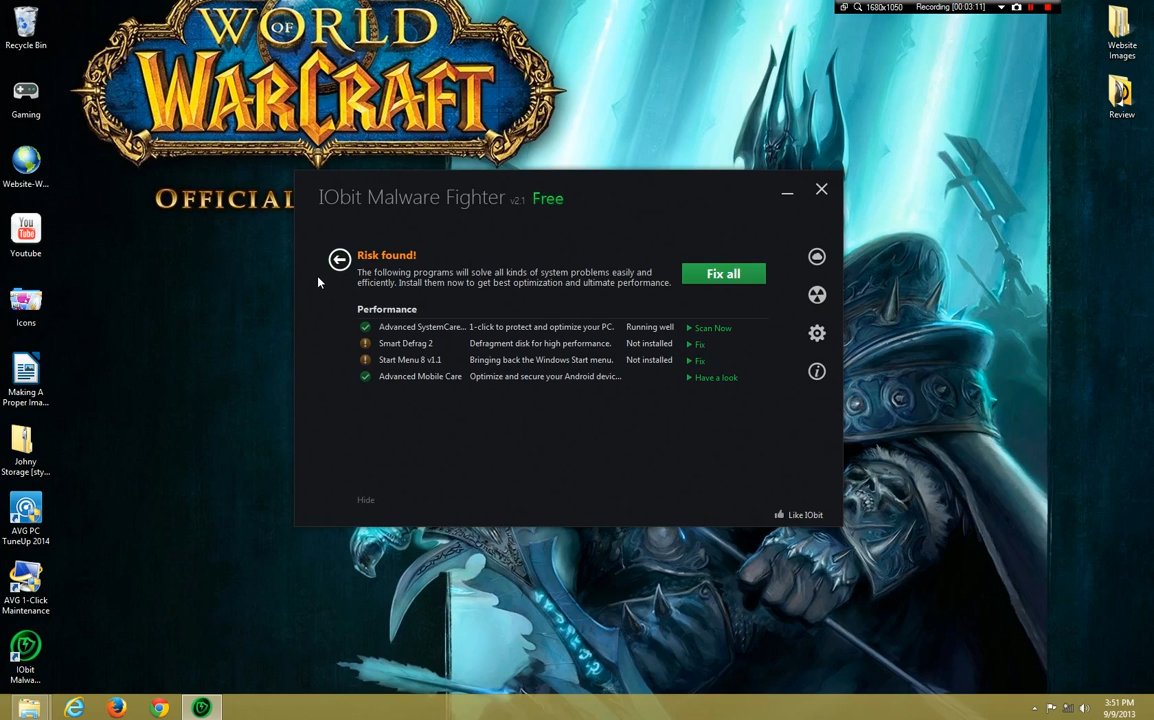 1680x1050 Recording [00:03:11]
WORLD
OF
WARCRAFT
OFFICIAL
Recycle Bin
Gaming
Website-W...
You
Tube
Youtube
Icons
Making A
Proper Ima...
Johny
Storage [sty...
AVG PC
TuneUp 2014
AVG 1-Click
Maintenance
IObit
Malwa...
Website
Images
Review
IObit Malware Fighter v2.1 Free
Risk found!
The following programs will solve all kinds of system problems easily and
efficiently. Install them now to get best optimization and ultimate performance.
Fix all
Performance
Advanced SystemCare... 1-click to protect and optimize your PC. Running well Scan Now
Smart Defrag 2 Defragment disk for high performance. Not installed Fix
Start Menu 8 v1.1 Bringing back the Windows Start menu. Not installed Fix
Advanced Mobile Care Optimize and secure your Android devic... Have a look
Hide
Like IObit
3:51 PM
9/9/2013